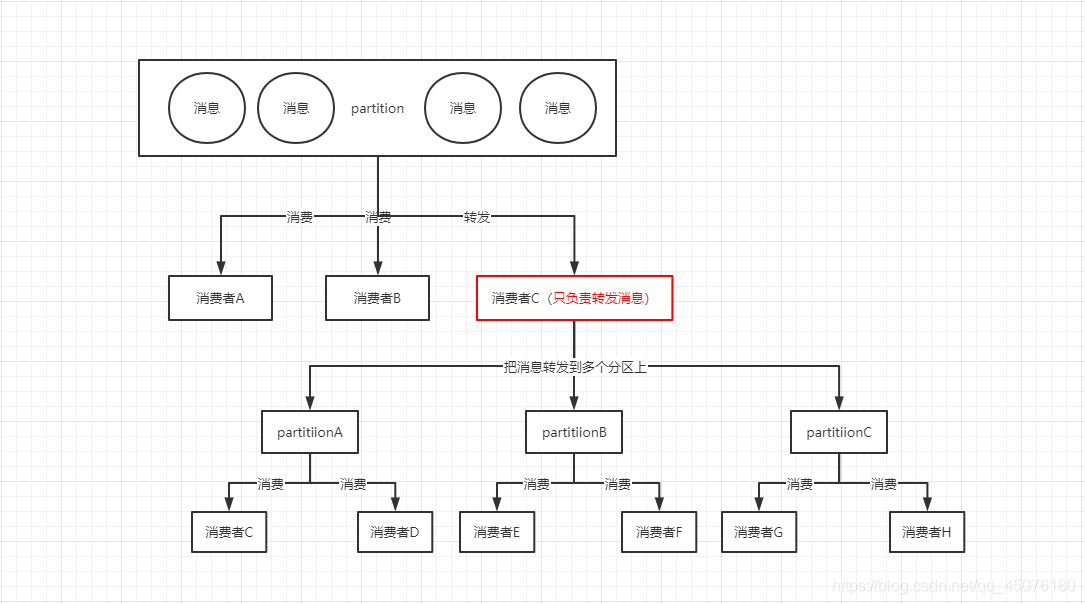 消息
消息
partition
消息
消息
消费
消费
转发
消费者A
消费者B
消费者C（只负责转发消息）
把消息转发到多个分区上
partitiionA
partitiionB
partitiionC
消费
消费
消费
消费
消费
消费
消费者C
消费者D
消费者E
消费者F
消费者G
消费者H
https://blog.csdn.net/qq_45076180